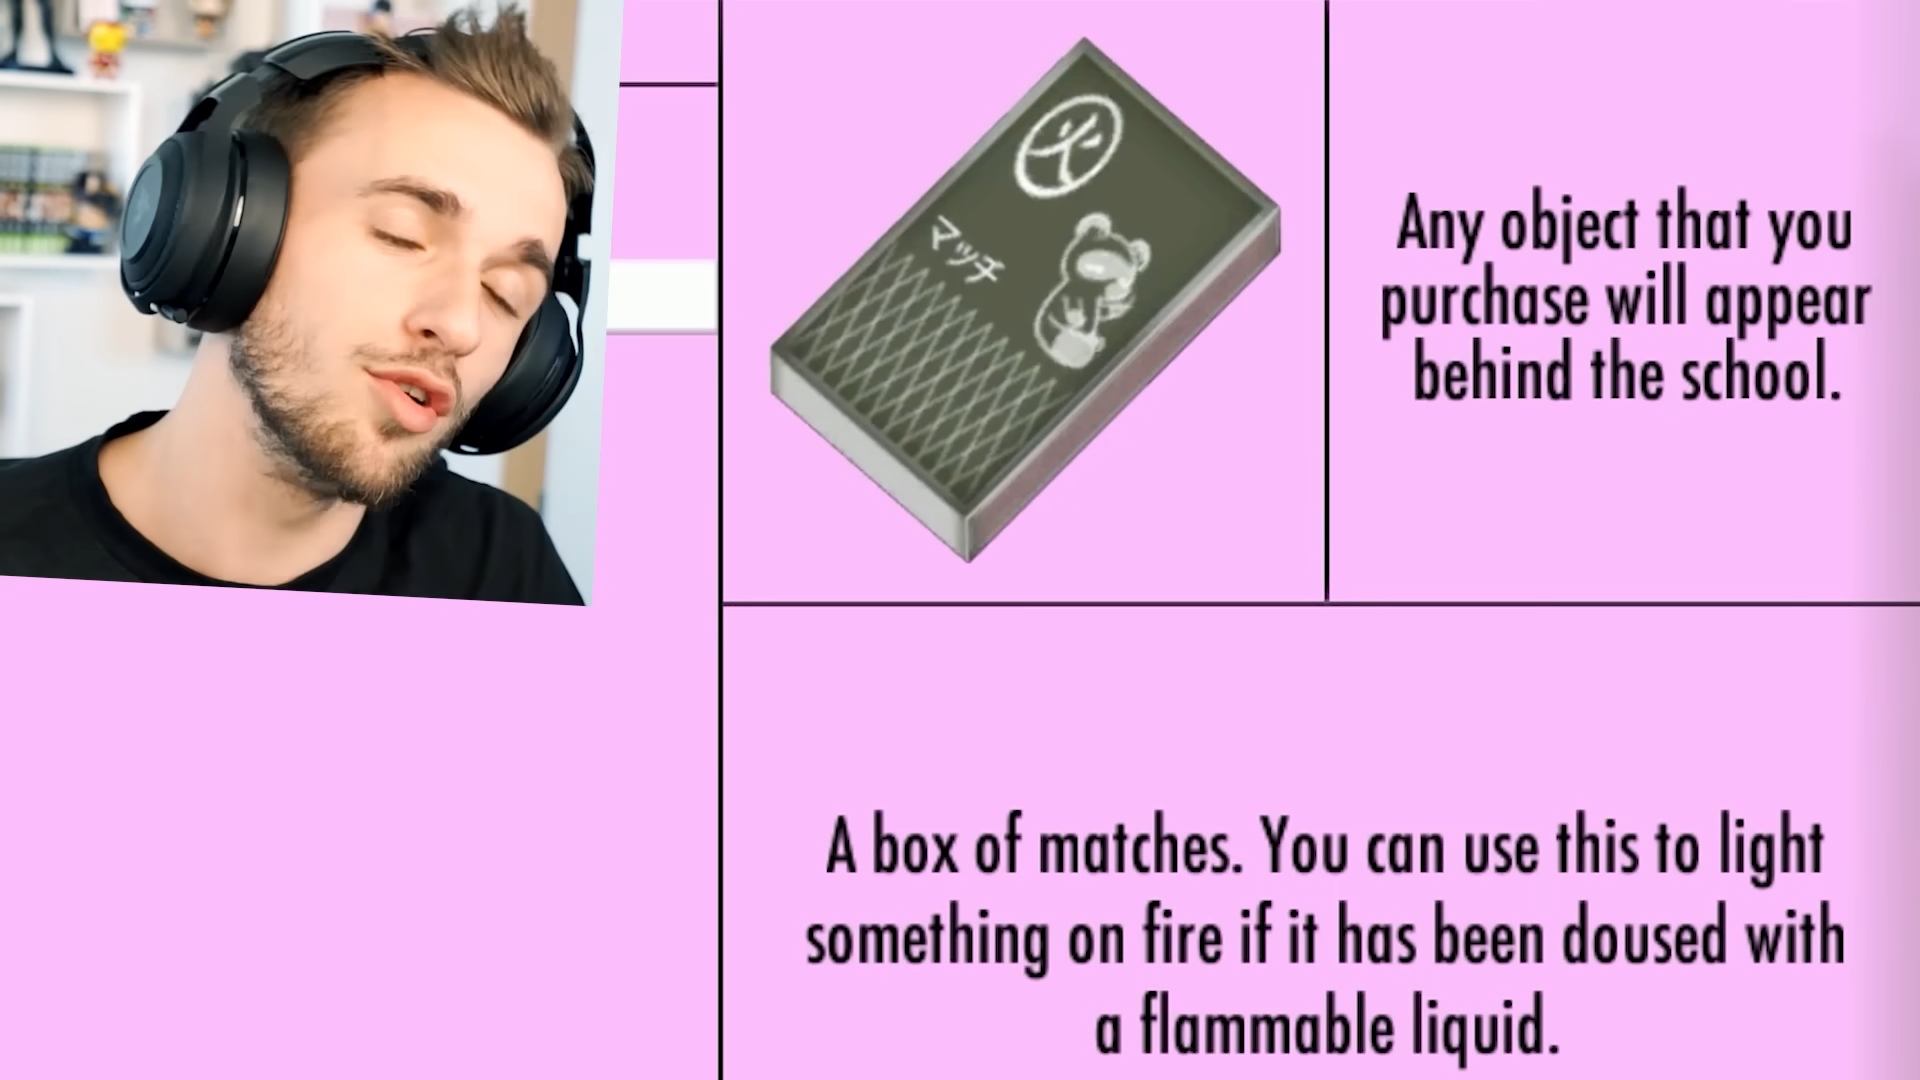 火
マッチ
Any object that you
purchase will appear
behind the school.
A box of matches. You can use this to light
something on fire if it has been doused with
a flammable liquid.